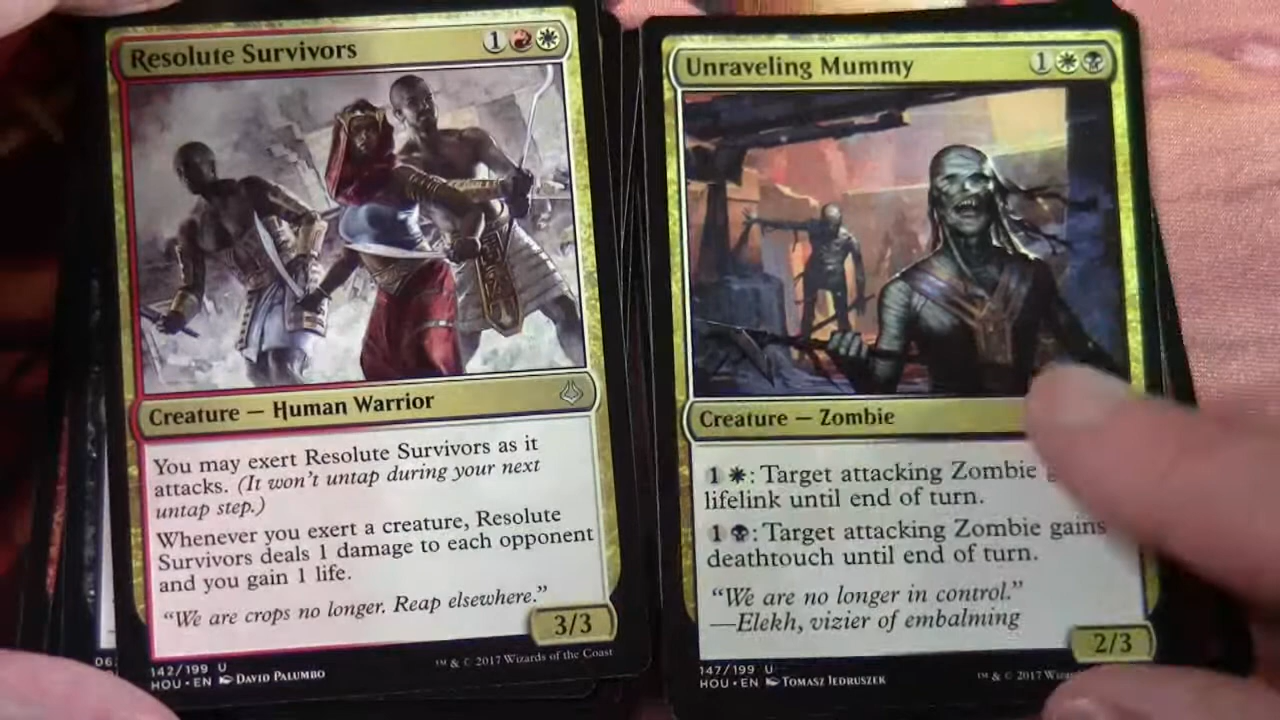 Resolute Survivors 1
Creature — Human Warrior
You may exert Resolute Survivors as it
attacks. (It won't untap during your next
untap step.)
Whenever you exert a creature, Resolute
Survivors deals 1 damage to each opponent
and you gain 1 life.
"We are crops no longer. Reap elsewhere."
3/3
142/199 U
HOU • EN DAVID PALUMBO
™ & © 2017 Wizards of the Coast
06
Unraveling Mummy 1
Creature — Zombie
1 : Target attacking Zombie g
lifelink until end of turn.
1 : Target attacking Zombie gains
deathtouch until end of turn.
"We are no longer in control."
—Elekh, vizier of embalming
2/3
147/199 U
HOU • EN TOMASZ JEDRUSZEK
™ & © 2017 Wizard